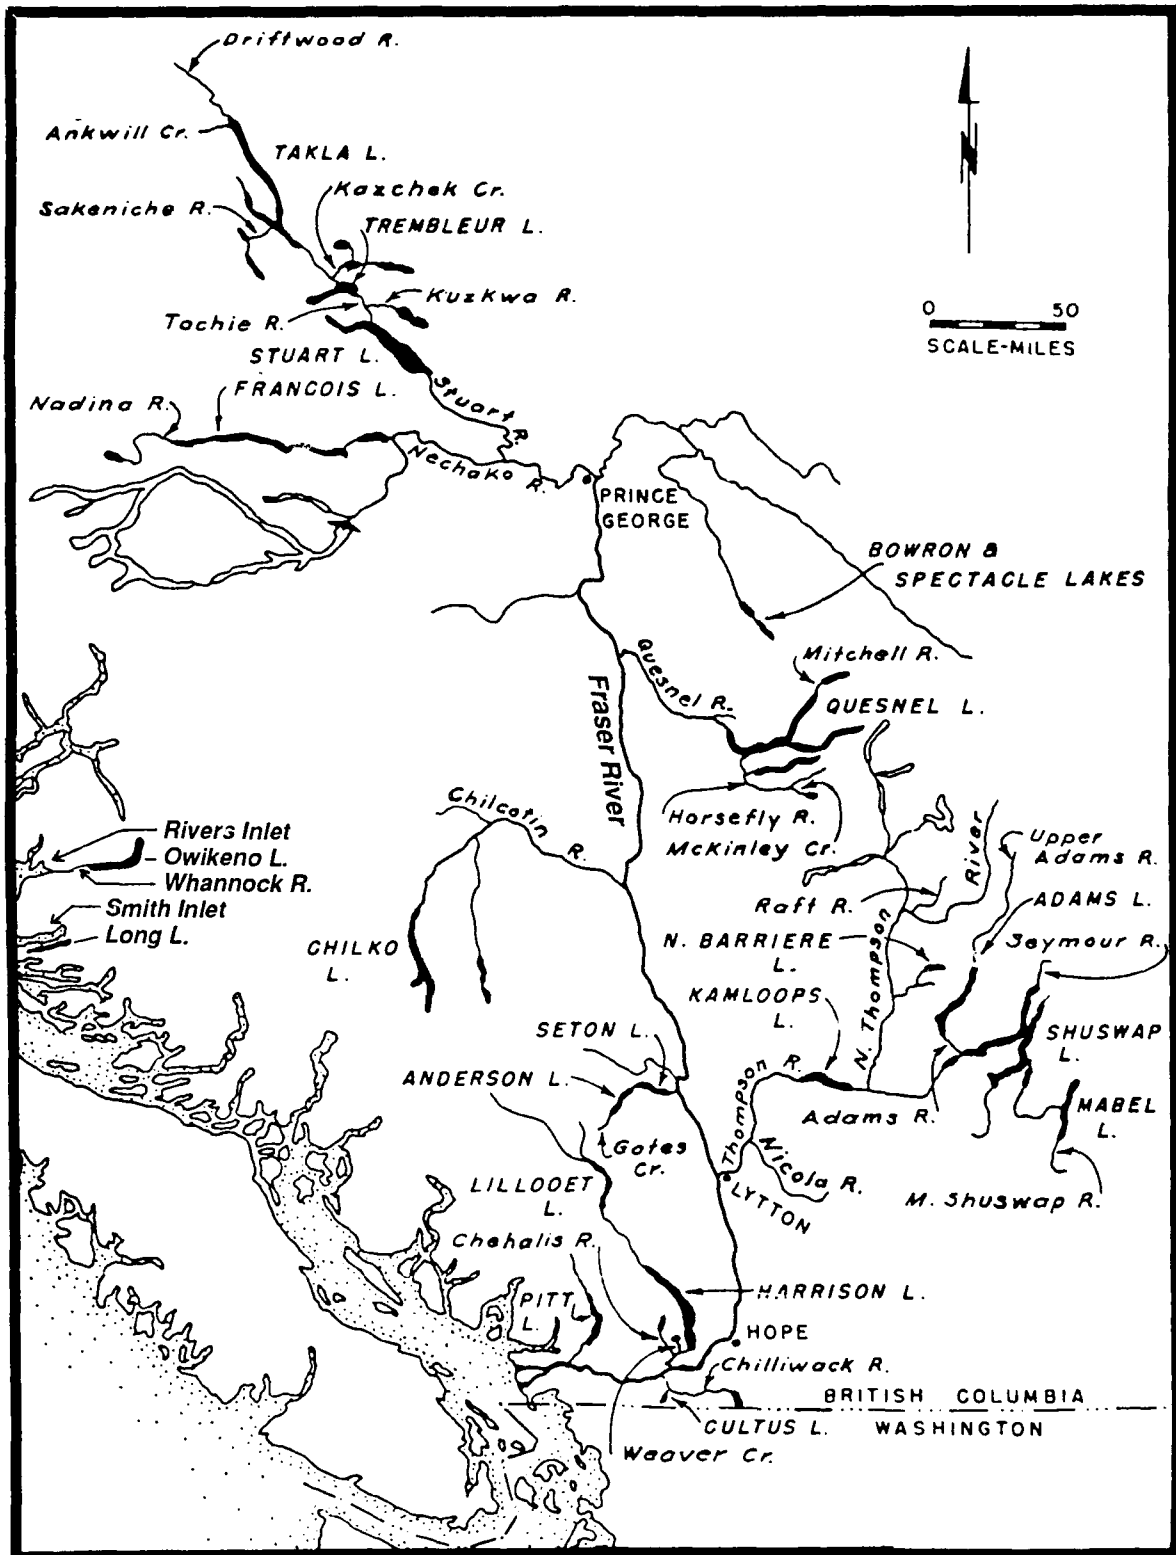 Driftwood R.
Ankwill Cr.
TAKLA L.
Kazchek Cr.
Sakeniche R.
TREMBLEUR L.
Kuzkwa R.
Tachie R.
STUART L.
FRANCOIS L.
Stuart R.
Nadina R.
Nechako R.
N
0 50
SCALE-MILES
PRINCE
GEORGE
BOWRON &
SPECTACLE LAKES
Quesnel R.
Mitchell R.
QUESNEL L.
Fraser River
Horsefly R.
McKinley Cr.
Chilcotin R.
Rivers Inlet
Owikeno L.
Whannock R.
Smith Inlet
Long L.
CHILKO
L.
River
Upper
Adams R.
Raft R.
ADAMS L.
N. BARRIERE
L.
Seymour R.
N. Thompson
KAMLOOPS
L.
SETON L.
SHUSWAP
L.
ANDERSON L.
Thompson R.
Adams R.
MABEL
L.
Gates
Cr.
Nicola R.
LYTTON
M. Shuswap R.
LILLOOET
L.
Chehalis R.
PITT
L.
HARRISON L.
HOPE
Chilliwack R.
BRITISH COLUMBIA
CULTUS L.
WASHINGTON
Weaver Cr.